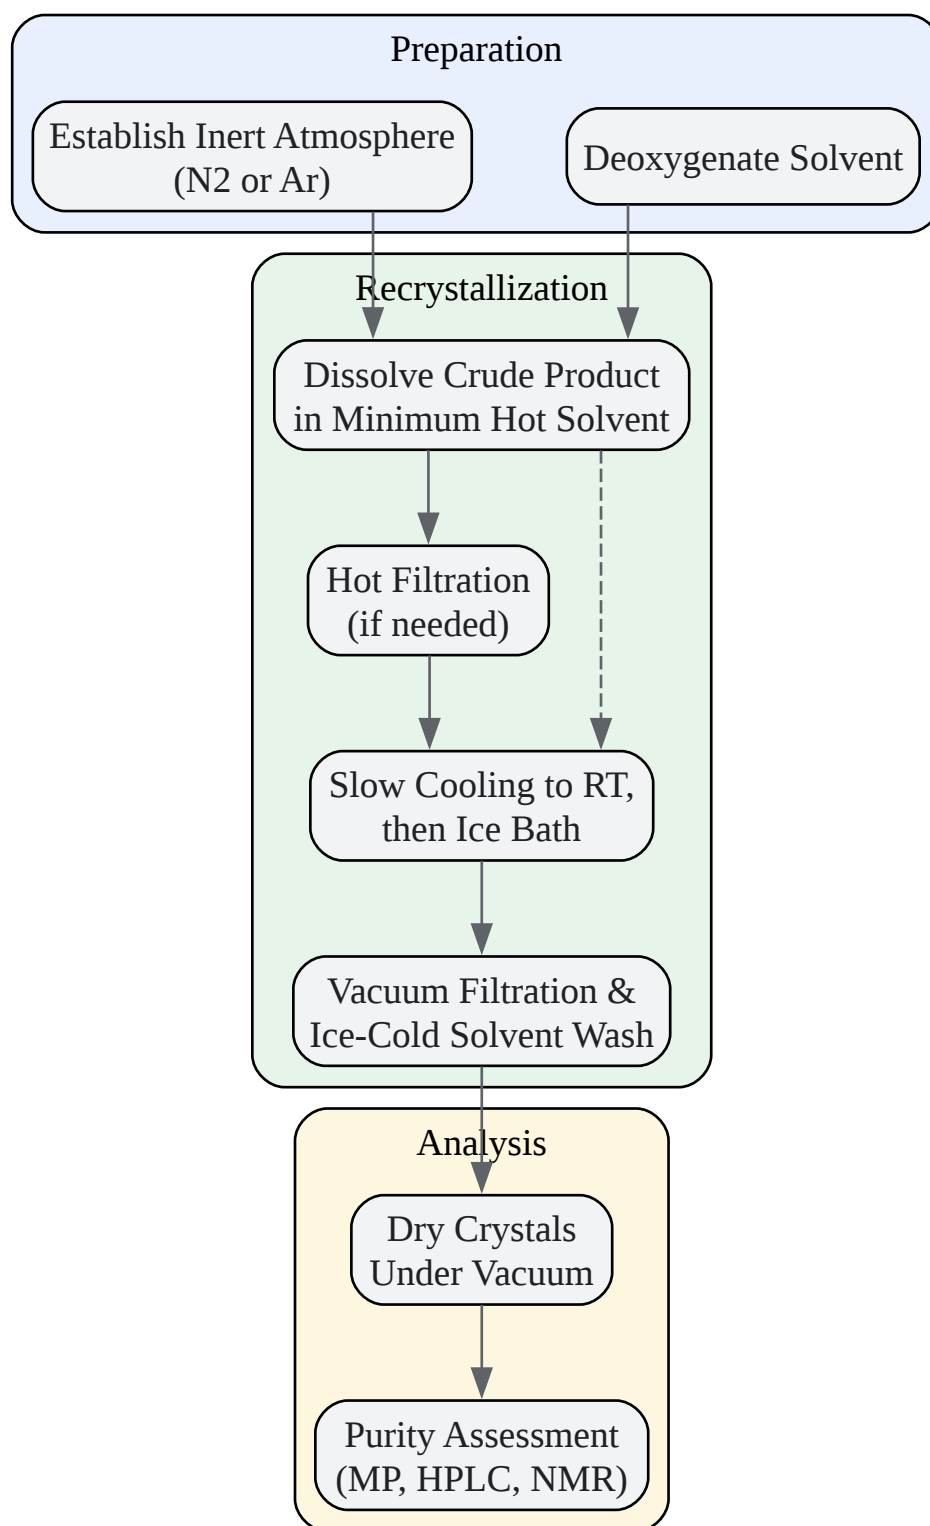 Preparation
Establish Inert Atmosphere
(N2 or Ar)
Deoxygenate Solvent
Recrystallization
Dissolve Crude Product
in Minimum Hot Solvent
Hot Filtration
(if needed)
Slow Cooling to RT,
then Ice Bath
Vacuum Filtration &
Ice-Cold Solvent Wash
Analysis
Dry Crystals
Under Vacuum
Purity Assessment
(MP, HPLC, NMR)